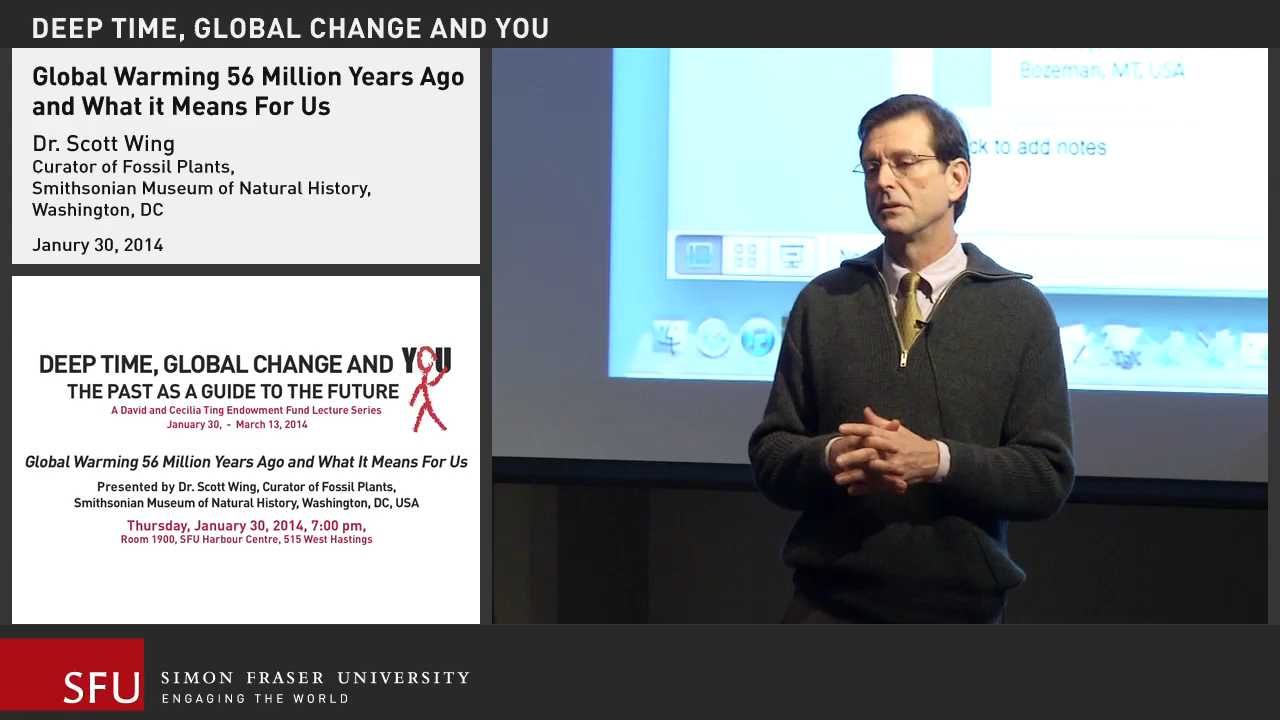 DEEP TIME, GLOBAL CHANGE AND YOU
Global Warming 56 Million Years Ago
and What it Means For Us
Dr. Scott Wing
Curator of Fossil Plants,
Smithsonian Museum of Natural History,
Washington, DC
Janury 30, 2014
DEEP TIME, GLOBAL CHANGE AND YOU
THE PAST AS A GUIDE TO THE FUTURE
A David and Cecilia Ting Endowment Fund Lecture Series
January 30, - March 13, 2014
Global Warming 56 Million Years Ago and What It Means For Us
Presented by Dr. Scott Wing, Curator of Fossil Plants,
Smithsonian Museum of Natural History, Washington, DC, USA
Thursday, January 30, 2014, 7:00 pm,
Room 1900, SFU Harbour Centre, 515 West Hastings
Bozeman, MT, USA
ck to add notes
SFU SIMON FRASER UNIVERSITY
ENGAGING THE WORLD